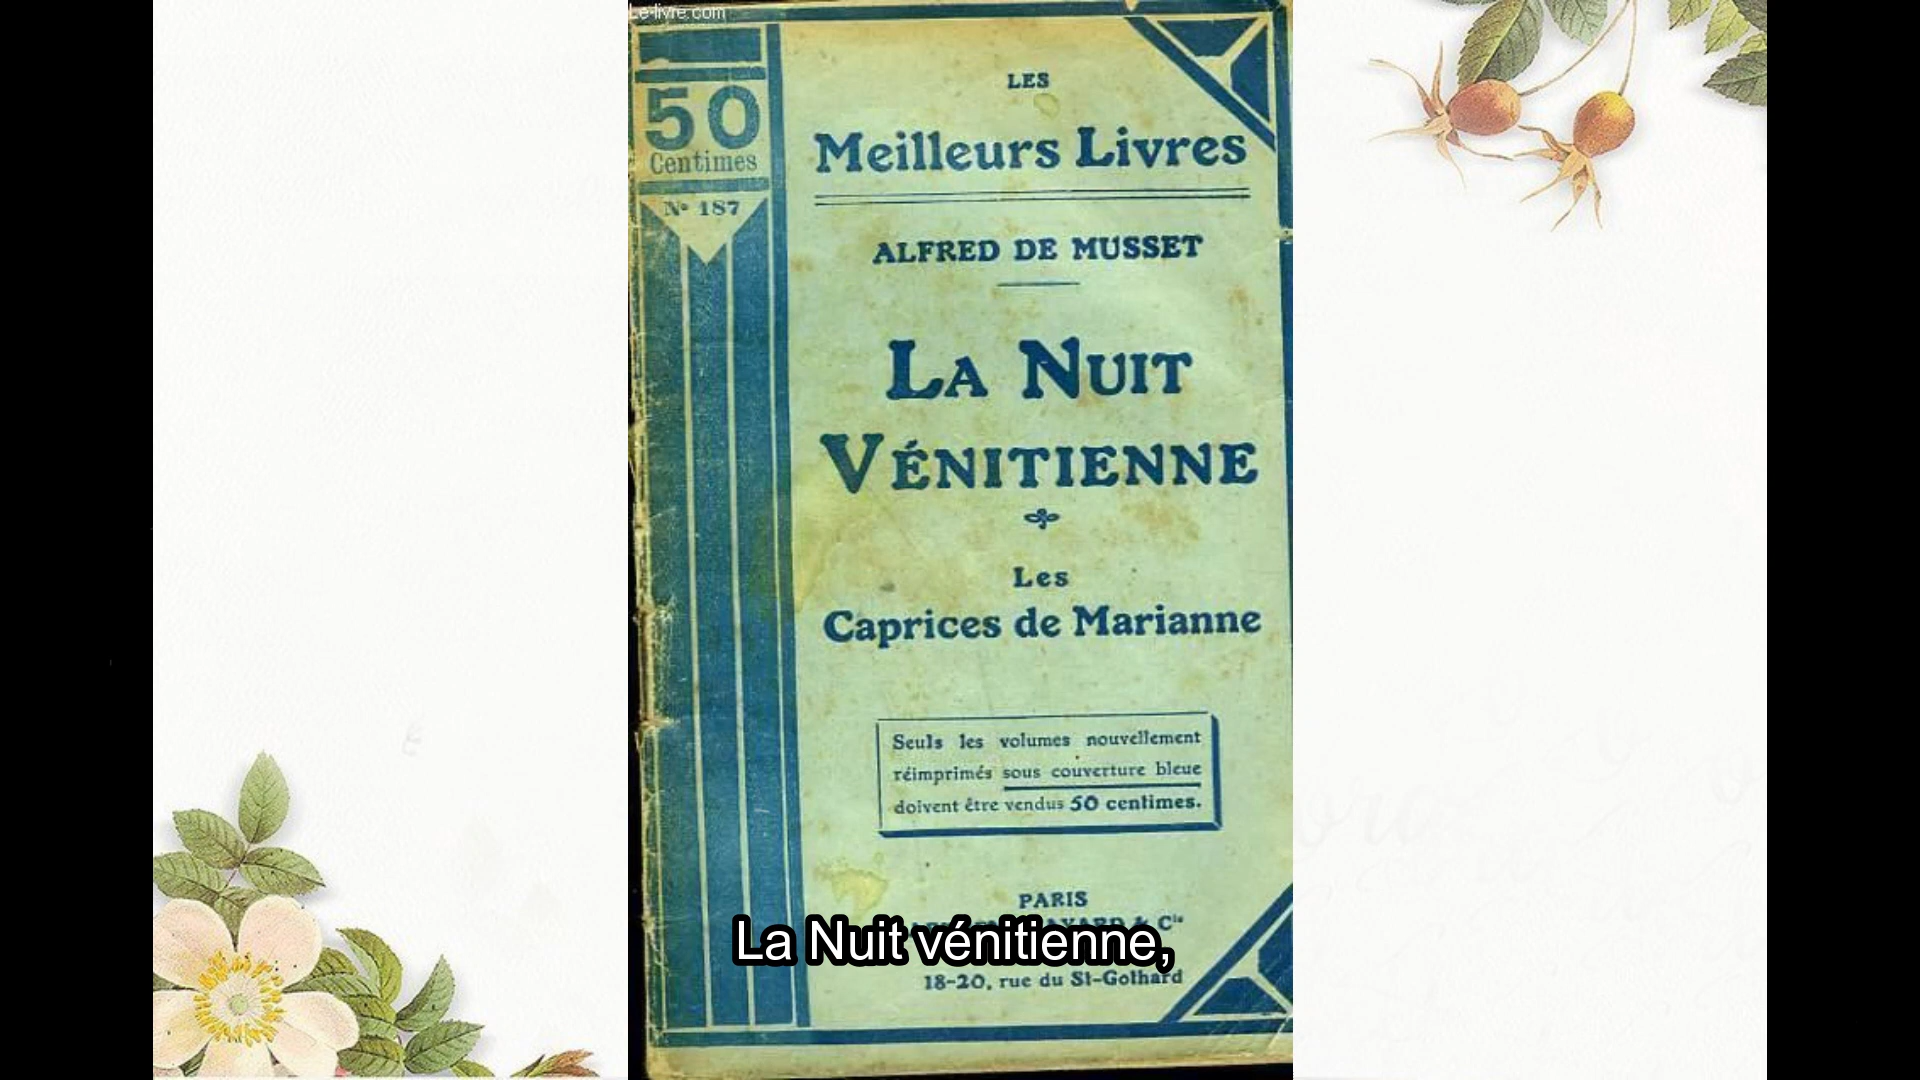 Le-livre.com
50
Centimes
Nº 187
LES
Meilleurs Livres
ALFRED DE MUSSET
LA NUIT
VÉNITIENNE
Les
Caprices de Marianne
Seuls les volumes nouvellement
réimprimés sous couverture bleue
doivent être vendus 50 centimes.
PARIS
& Cie
La Nuit vénitienne,
18-20, rue du St-Gothard